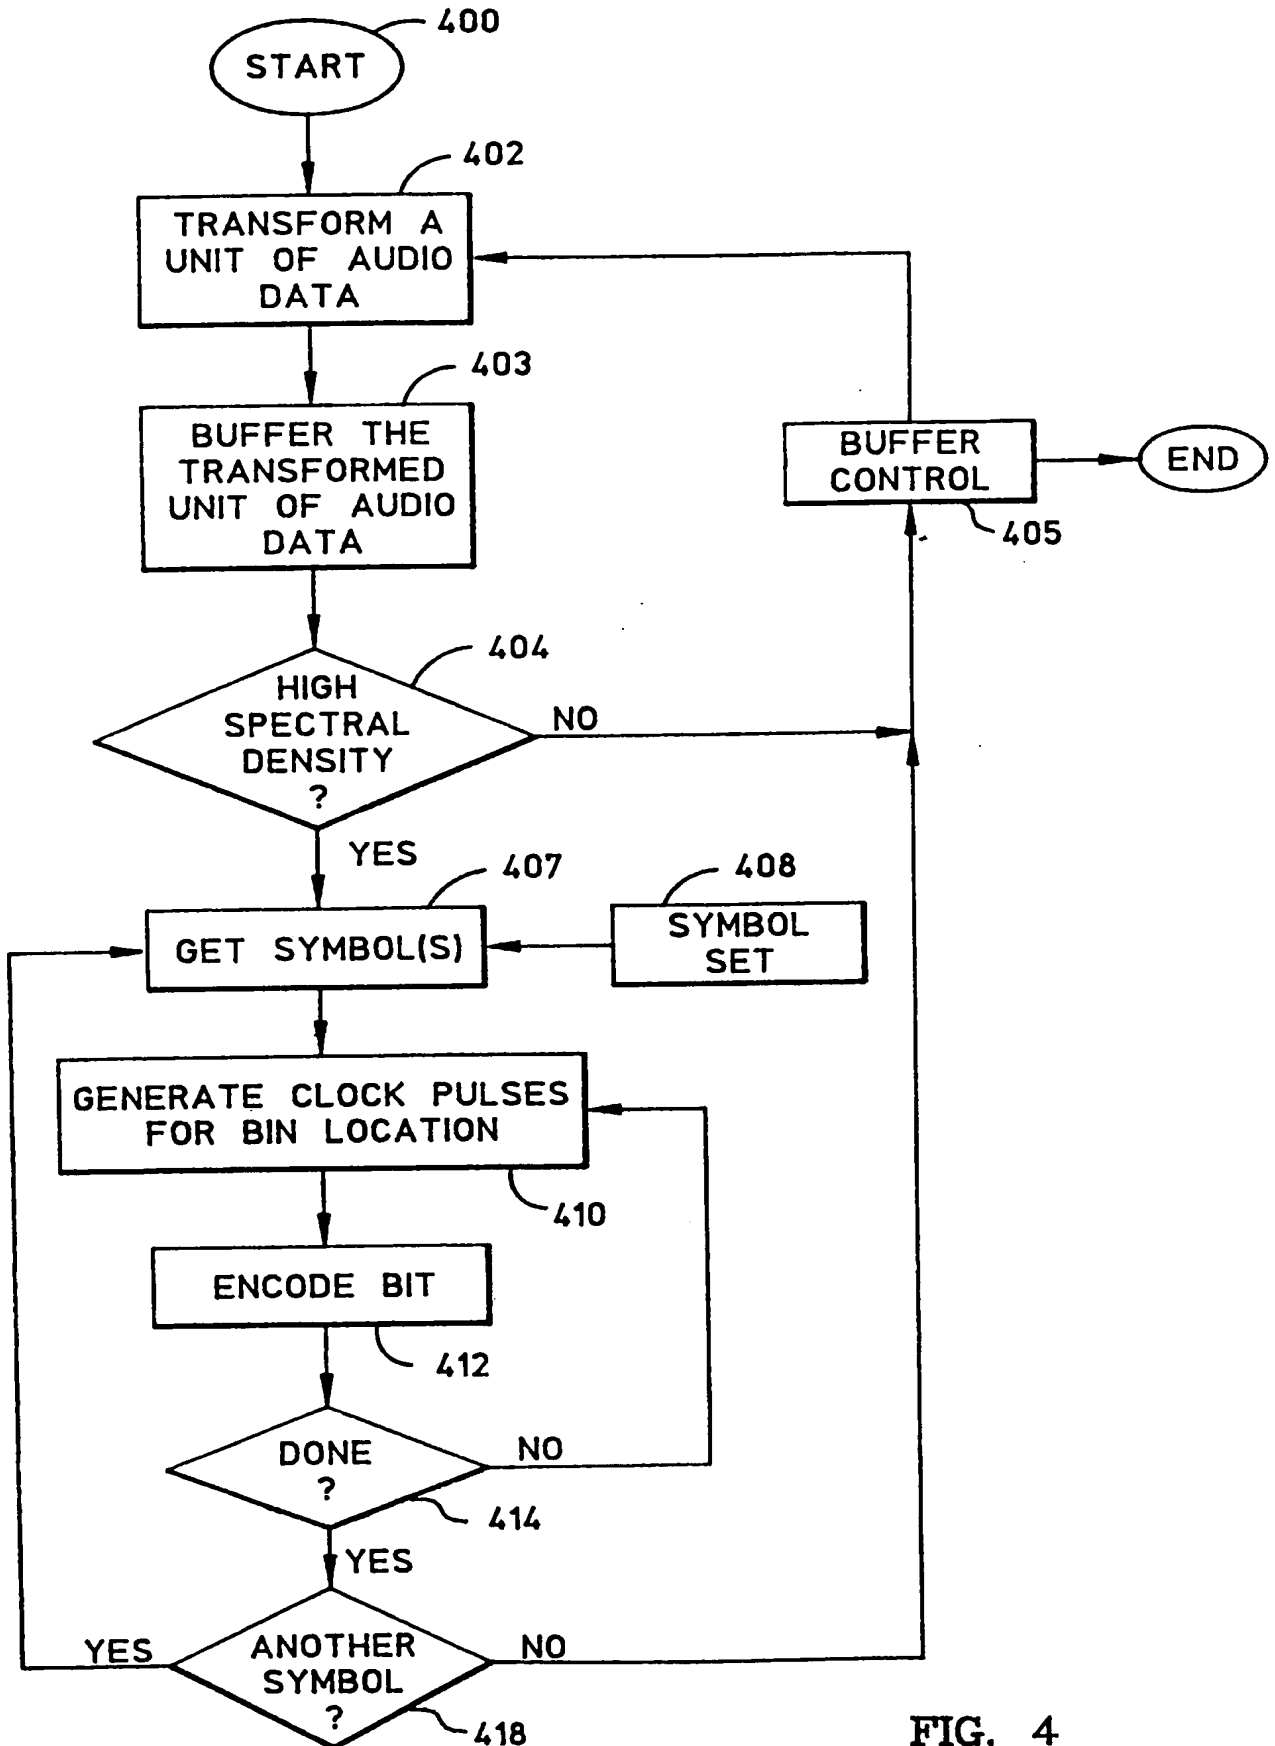 400
START
402
TRANSFORM A
UNIT OF AUDIO
DATA
403
BUFFER THE
TRANSFORMED
UNIT OF AUDIO
DATA
BUFFER
CONTROL
END
405
404
HIGH
SPECTRAL
DENSITY
?
NO
YES
407
408
GET SYMBOL(S)
SYMBOL
SET
GENERATE CLOCK PULSES
FOR BIN LOCATION
410
ENCODE BIT
412
DONE
?
NO
414
YES
YES
ANOTHER
SYMBOL
?
NO
418
FIG. 4